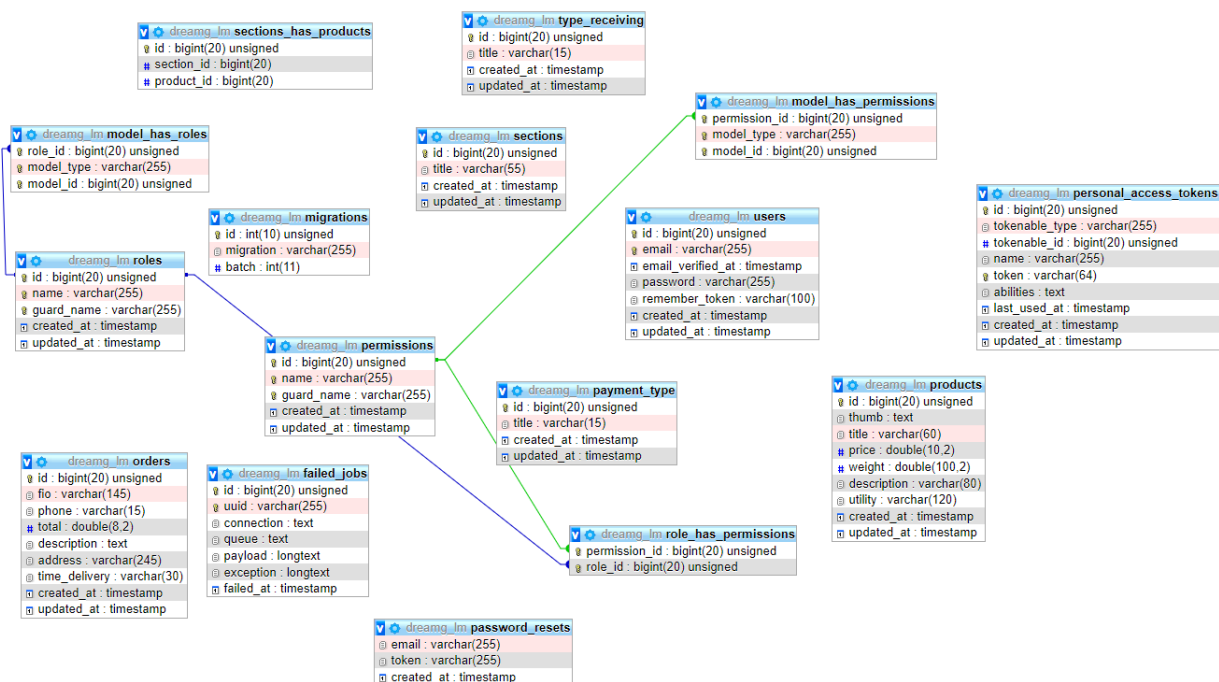 dreamg_lm sections_has_products
id : bigint(20) unsigned
section_id : bigint(20)
product_id : bigint(20)
dreamg_lm type_receiving
id : bigint(20) unsigned
title : varchar(15)
created_at : timestamp
updated_at : timestamp
dreamg_lm model_has_permissions
permission_id : bigint(20) unsigned
model_type : varchar(255)
model_id : bigint(20) unsigned
dreamg_lm model_has_roles
role_id : bigint(20) unsigned
model_type : varchar(255)
model_id : bigint(20) unsigned
dreamg_lm sections
id : bigint(20) unsigned
title : varchar(55)
created_at : timestamp
updated_at : timestamp
dreamg_lm personal_access_tokens
id : bigint(20) unsigned
tokenable_type : varchar(255)
tokenable_id : bigint(20) unsigned
name : varchar(255)
token : varchar(64)
abilities : text
last_used_at : timestamp
created_at : timestamp
updated_at : timestamp
dreamg_lm migrations
id : int(10) unsigned
migration : varchar(255)
batch : int(11)
dreamg_lm users
id : bigint(20) unsigned
email : varchar(255)
email_verified_at : timestamp
password : varchar(255)
remember_token : varchar(100)
created_at : timestamp
updated_at : timestamp
dreamg_lm roles
id : bigint(20) unsigned
name : varchar(255)
guard_name : varchar(255)
created_at : timestamp
updated_at : timestamp
dreamg_lm permissions
id : bigint(20) unsigned
name : varchar(255)
guard_name : varchar(255)
created_at : timestamp
updated_at : timestamp
dreamg_lm payment_type
id : bigint(20) unsigned
title : varchar(15)
created_at : timestamp
updated_at : timestamp
dreamg_lm products
id : bigint(20) unsigned
thumb : text
title : varchar(60)
price : double(10,2)
weight : double(100,2)
description : varchar(80)
utility : varchar(120)
created_at : timestamp
updated_at : timestamp
dreamg_lm orders
id : bigint(20) unsigned
fio : varchar(145)
phone : varchar(15)
total : double(8,2)
description : text
address : varchar(245)
time_delivery : varchar(30)
created_at : timestamp
updated_at : timestamp
dreamg_lm failed_jobs
id : bigint(20) unsigned
uuid : varchar(255)
connection : text
queue : text
payload : longtext
exception : longtext
failed_at : timestamp
dreamg_lm role_has_permissions
permission_id : bigint(20) unsigned
role_id : bigint(20) unsigned
dreamg_lm password_resets
email : varchar(255)
token : varchar(255)
created_at : timestamp